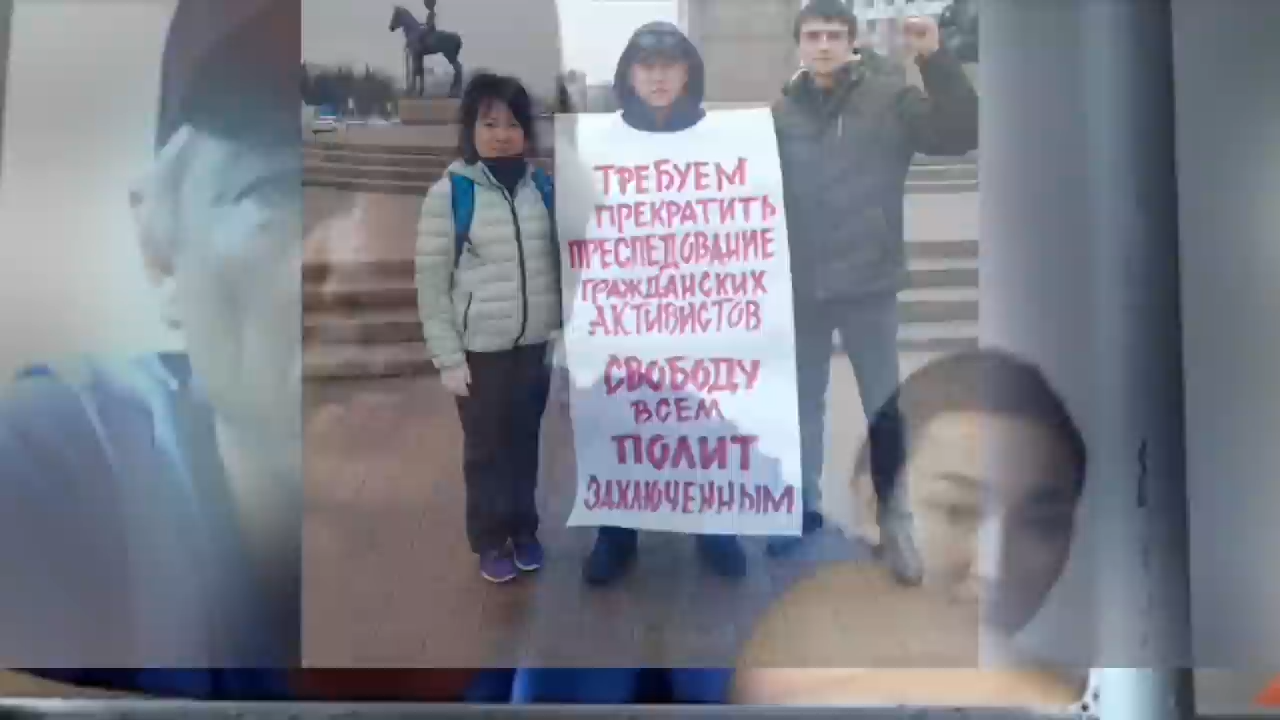 ТРЕБУЕМ
ПРЕКРАТИТЬ
ПРЕСЛЕДОВАНИЕ
ГРАЖДАНСКИХ
АКТИВИСТОВ
СВОБОДУ
ВСЕМ
ПОЛИТ
ЗАКЛЮЧЕННЫМ